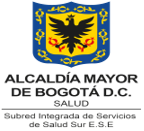 ALCALDÍA MAYOR
DE BOGOTÁ D.C.
SALUD
Subred Integrada de Servicios
de Salud Sur E.S.E